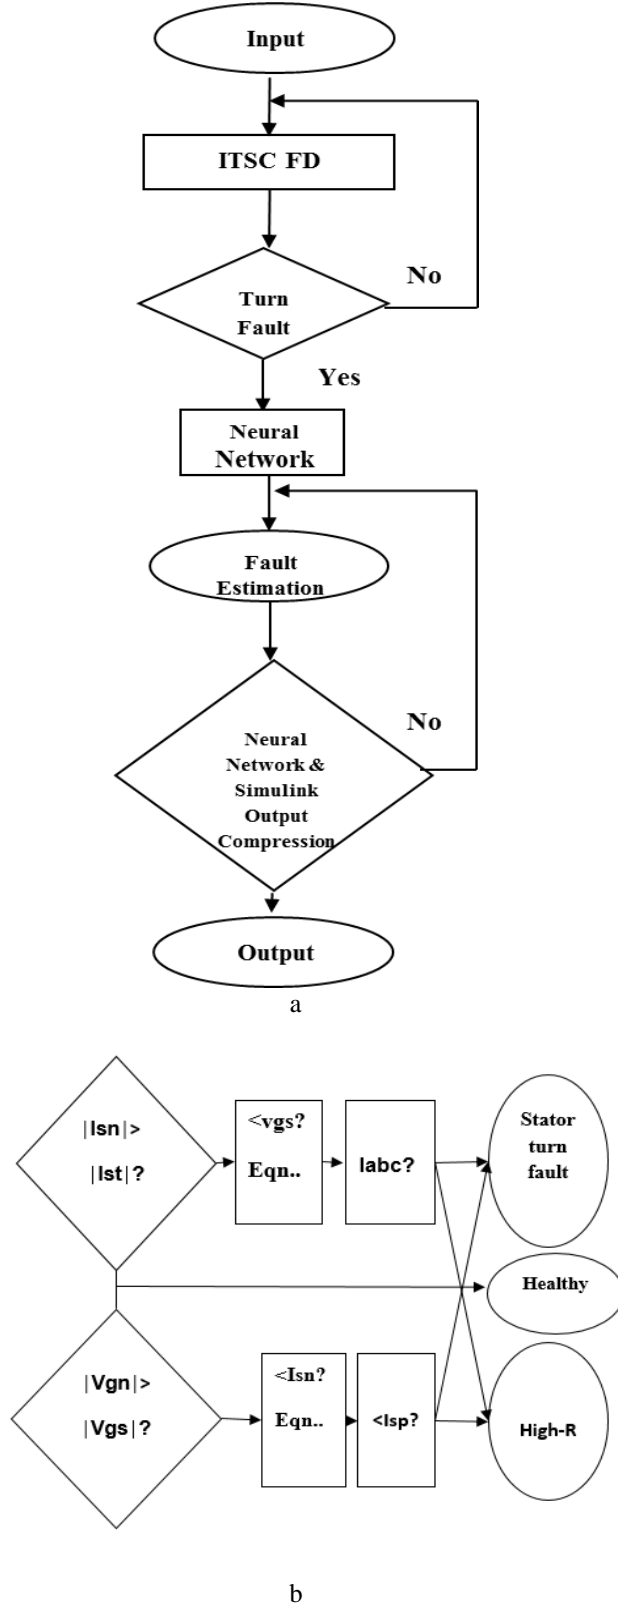 Input
ITSC FD
No
Turn
Fault
Yes
Neural
Network
Fault
Estimation
No
Neural
Network &
Simulink
Output
Compression
Output
a
|Isn|>
|Ist|?
<vgs?
Eqn..
Iabc?
Stator
turn
fault
Healthy
|Vgn|>
|Vgs|?
<Isn?
Eqn..
<Isp?
High-R
b